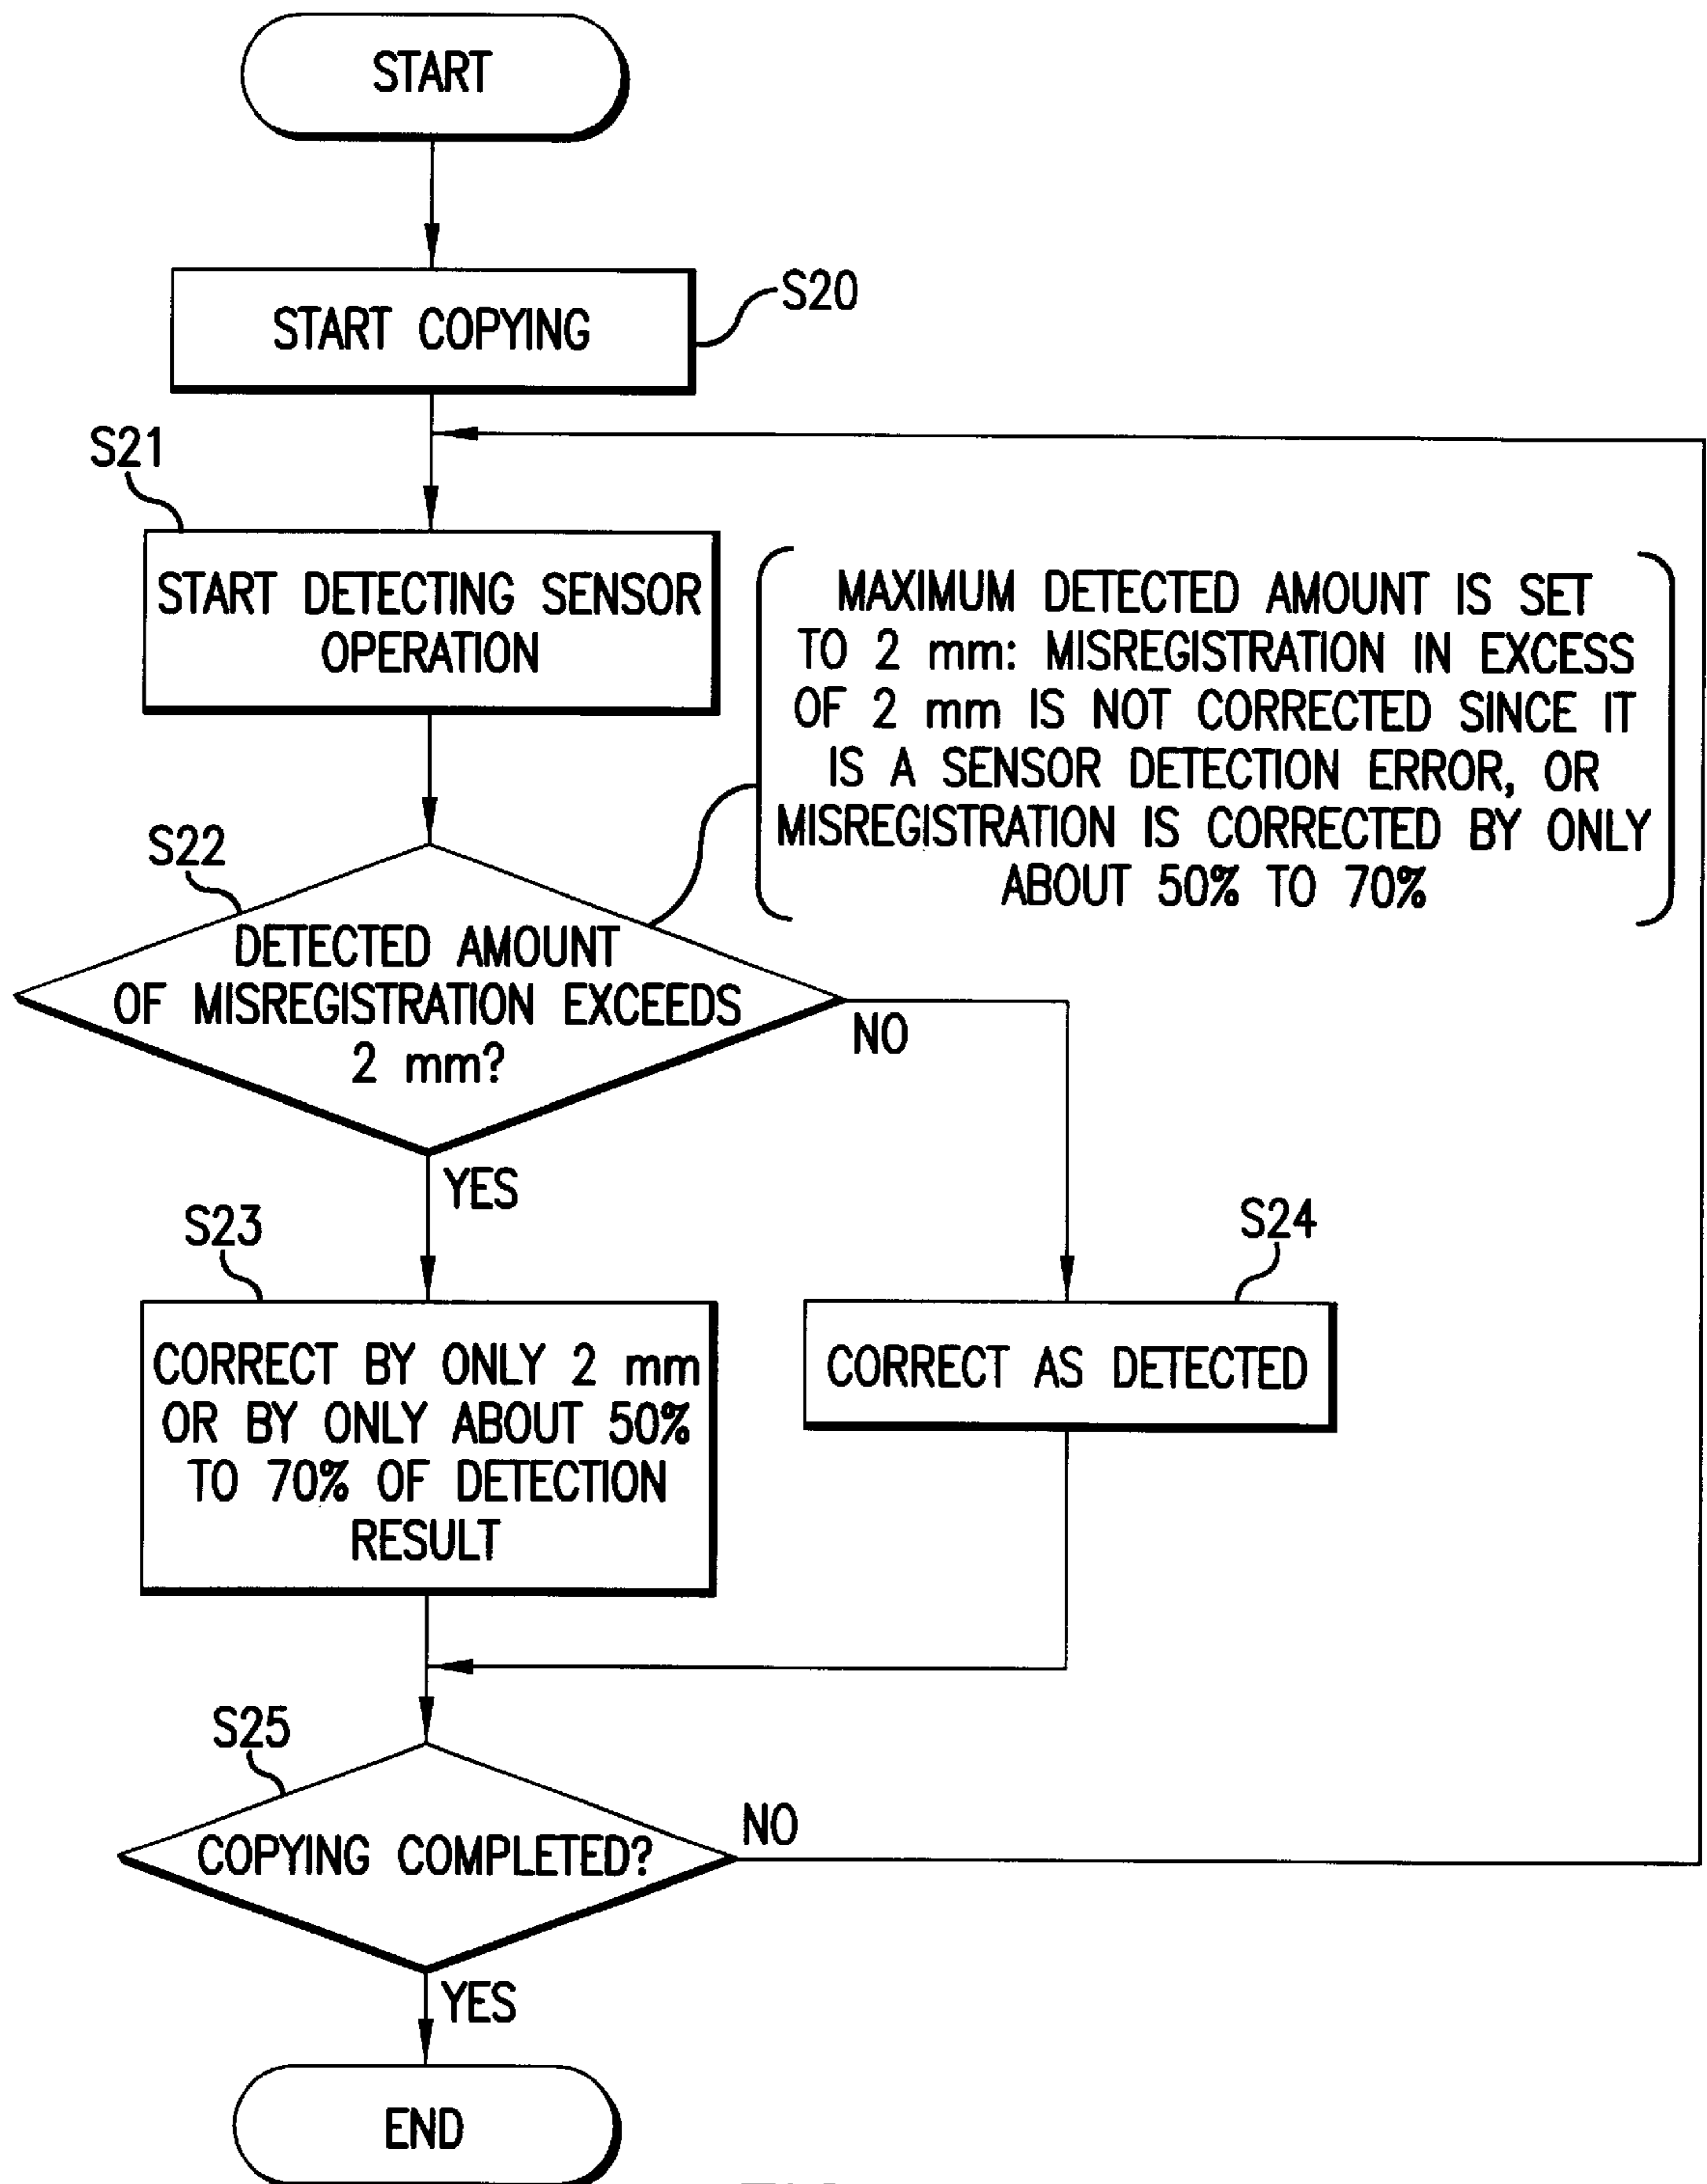 START
START COPYING
S20
S21
START DETECTING SENSOR
OPERATION
MAXIMUM DETECTED AMOUNT IS SET
TO 2 mm: MISREGISTRATION IN EXCESS
OF 2 mm IS NOT CORRECTED SINCE IT
IS A SENSOR DETECTION ERROR, OR
MISREGISTRATION IS CORRECTED BY ONLY
ABOUT 50% TO 70%
S22
DETECTED AMOUNT
OF MISREGISTRATION EXCEEDS
2 mm?
NO
YES
S23
CORRECT BY ONLY 2 mm
OR BY ONLY ABOUT 50%
TO 70% OF DETECTION
RESULT
S24
CORRECT AS DETECTED
S25
COPYING COMPLETED?
NO
YES
END